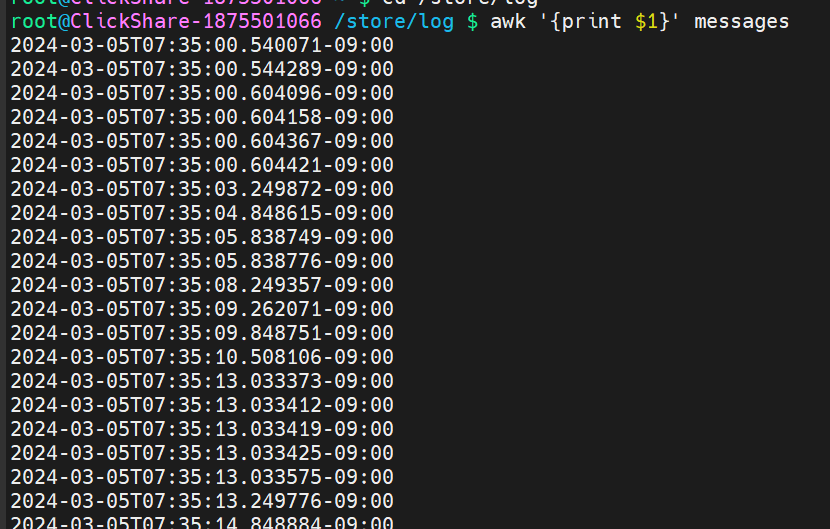 root@ClickShare-1875501066 ~ $ cd /store/log
root@ClickShare-1875501066 /store/log $ awk '{print $1}' messages
2024-03-05T07:35:00.540071-09:00
2024-03-05T07:35:00.544289-09:00
2024-03-05T07:35:00.604096-09:00
2024-03-05T07:35:00.604158-09:00
2024-03-05T07:35:00.604367-09:00
2024-03-05T07:35:00.604421-09:00
2024-03-05T07:35:03.249872-09:00
2024-03-05T07:35:04.848615-09:00
2024-03-05T07:35:05.838749-09:00
2024-03-05T07:35:05.838776-09:00
2024-03-05T07:35:08.249357-09:00
2024-03-05T07:35:09.262071-09:00
2024-03-05T07:35:09.848751-09:00
2024-03-05T07:35:10.508106-09:00
2024-03-05T07:35:13.033373-09:00
2024-03-05T07:35:13.033412-09:00
2024-03-05T07:35:13.033419-09:00
2024-03-05T07:35:13.033425-09:00
2024-03-05T07:35:13.033575-09:00
2024-03-05T07:35:13.249776-09:00
2024-03-05T07:35:14.848884-09:00